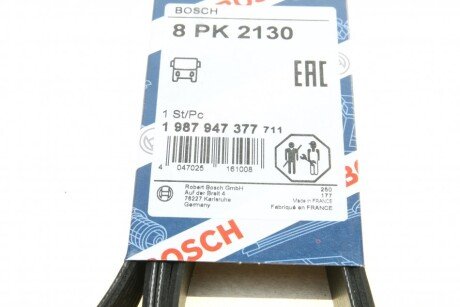 BOSCH
8 PK 2130
EAC
1 St/Pc
1 987 947 377 711
4 047025 161008
Robert Bosch GmbH
Auf der Breit 4
76227 Karlsruhe
Germany
250
177
Made in FRANCE
Fabriqué en FRANCE
BOSCH